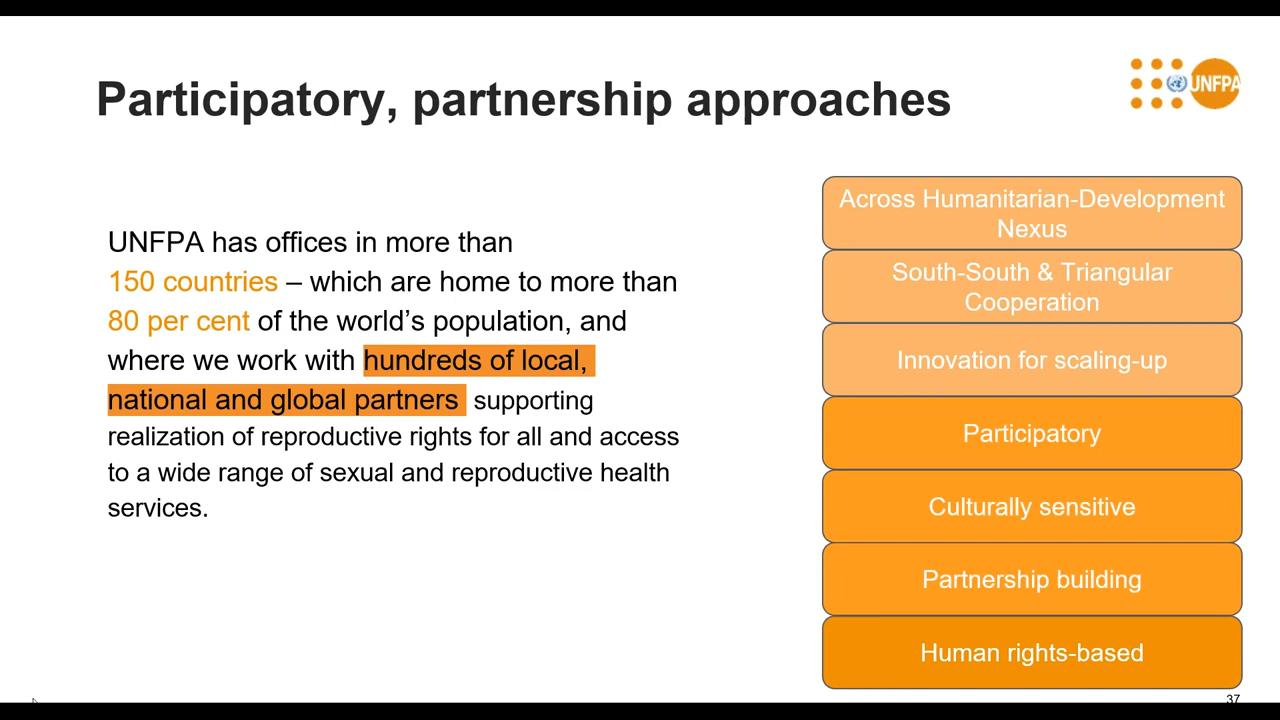 Participatory, partnership approaches
UNFPA
UNFPA has offices in more than
150 countries – which are home to more than
80 per cent of the world’s population, and
where we work with hundreds of local,
national and global partners supporting
realization of reproductive rights for all and access
to a wide range of sexual and reproductive health
services.
Across Humanitarian-Development
Nexus
South-South & Triangular
Cooperation
Innovation for scaling-up
Participatory
Culturally sensitive
Partnership building
Human rights-based
37